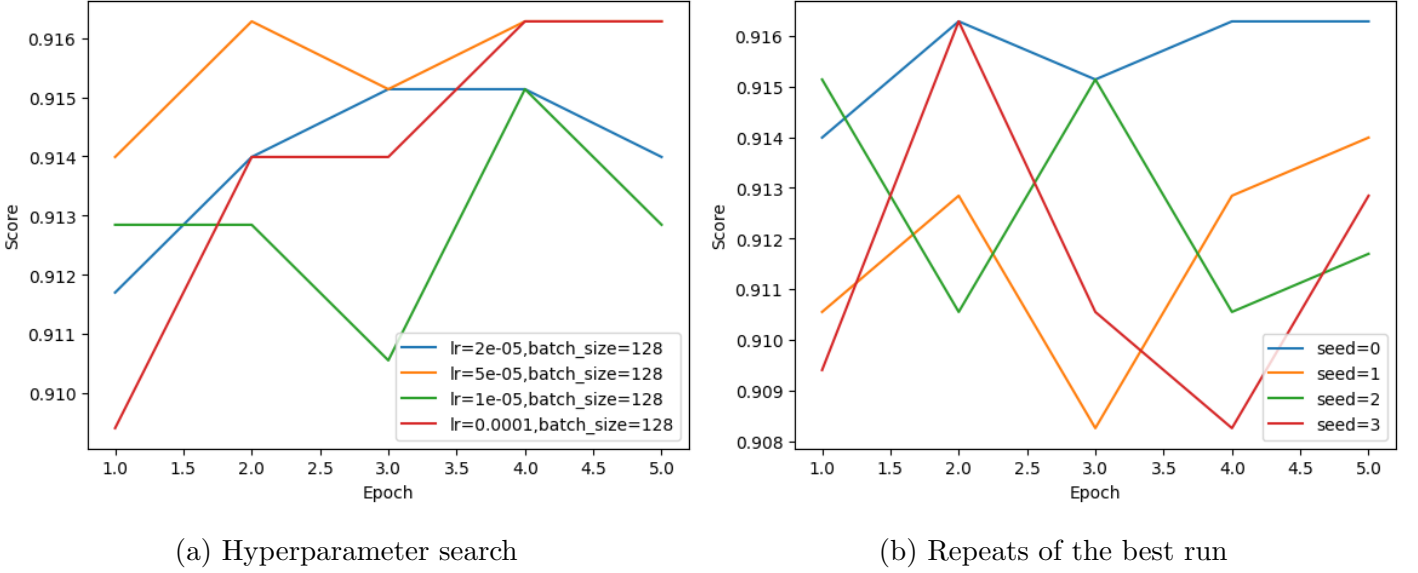 0.916
0.915
0.914
0.913
0.912
0.911
0.910
Score
1.0 1.5 2.0 2.5 3.0 3.5 4.0 4.5 5.0
Epoch
lr=2e-05,batch_size=128
lr=5e-05,batch_size=128
lr=1e-05,batch_size=128
lr=0.0001,batch_size=128
(a) Hyperparameter search
0.916
0.915
0.914
0.913
0.912
0.911
0.910
0.909
0.908
Score
1.0 1.5 2.0 2.5 3.0 3.5 4.0 4.5 5.0
Epoch
seed=0
seed=1
seed=2
seed=3
(b) Repeats of the best run